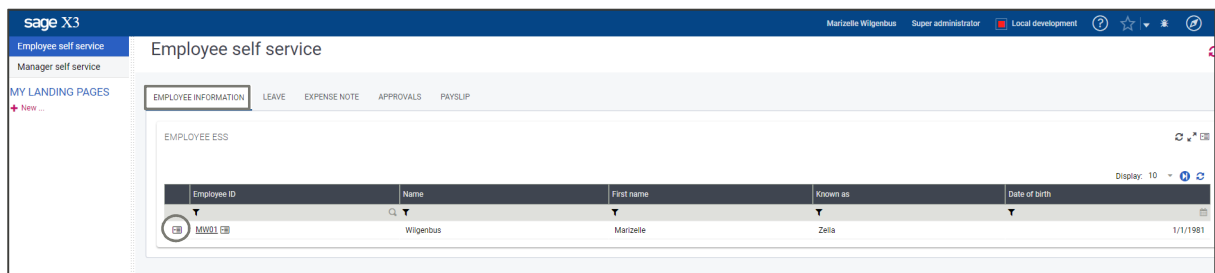 sage X3
Marizelle Wilgenbus Super administrator Local development
Employee self service
Manager self service
MY LANDING PAGES
New ...
Employee self service
EMPLOYEE INFORMATION LEAVE EXPENSE NOTE APPROVALS PAYSLIP
EMPLOYEE ESS
Display: 10
Employee ID Name First name Known as Date of birth
MW01 Wilgenbus Marizelle Zelia 1/1/1981